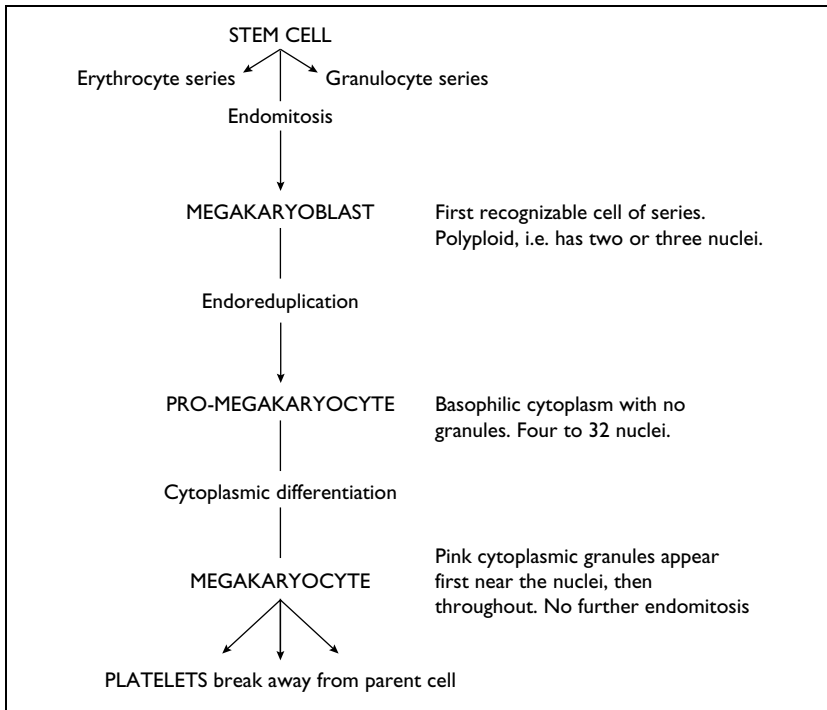 STEM CELL
Erythrocyte series
Granulocyte series
Endomitosis
MEGAKARYOBLAST
First recognizable cell of series.
Polyploid, i.e. has two or three nuclei.
Endoreduplication
PRO-MEGAKARYOCYTE
Basophilic cytoplasm with no
granules. Four to 32 nuclei.
Cytoplasmic differentiation
MEGAKARYOCYTE
Pink cytoplasmic granules appear
first near the nuclei, then
throughout. No further endomitosis
PLATELETS break away from parent cell